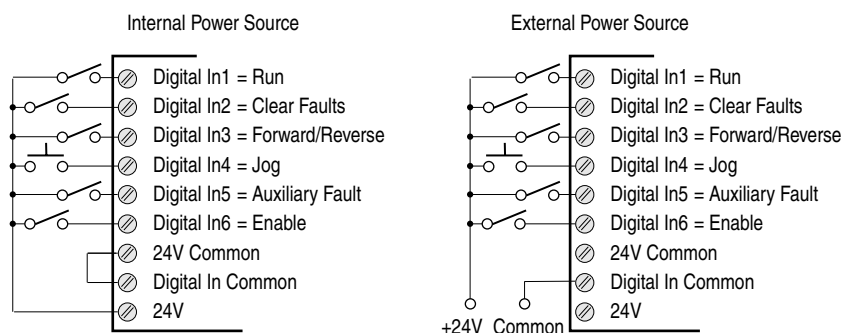 Internal Power Source
Digital In1 = Run
Digital In2 = Clear Faults
Digital In3 = Forward/Reverse
Digital In4 = Jog
Digital In5 = Auxiliary Fault
Digital In6 = Enable
24V Common
Digital In Common
24V
External Power Source
Digital In1 = Run
Digital In2 = Clear Faults
Digital In3 = Forward/Reverse
Digital In4 = Jog
Digital In5 = Auxiliary Fault
Digital In6 = Enable
24V Common
Digital In Common
24V
+24V Common